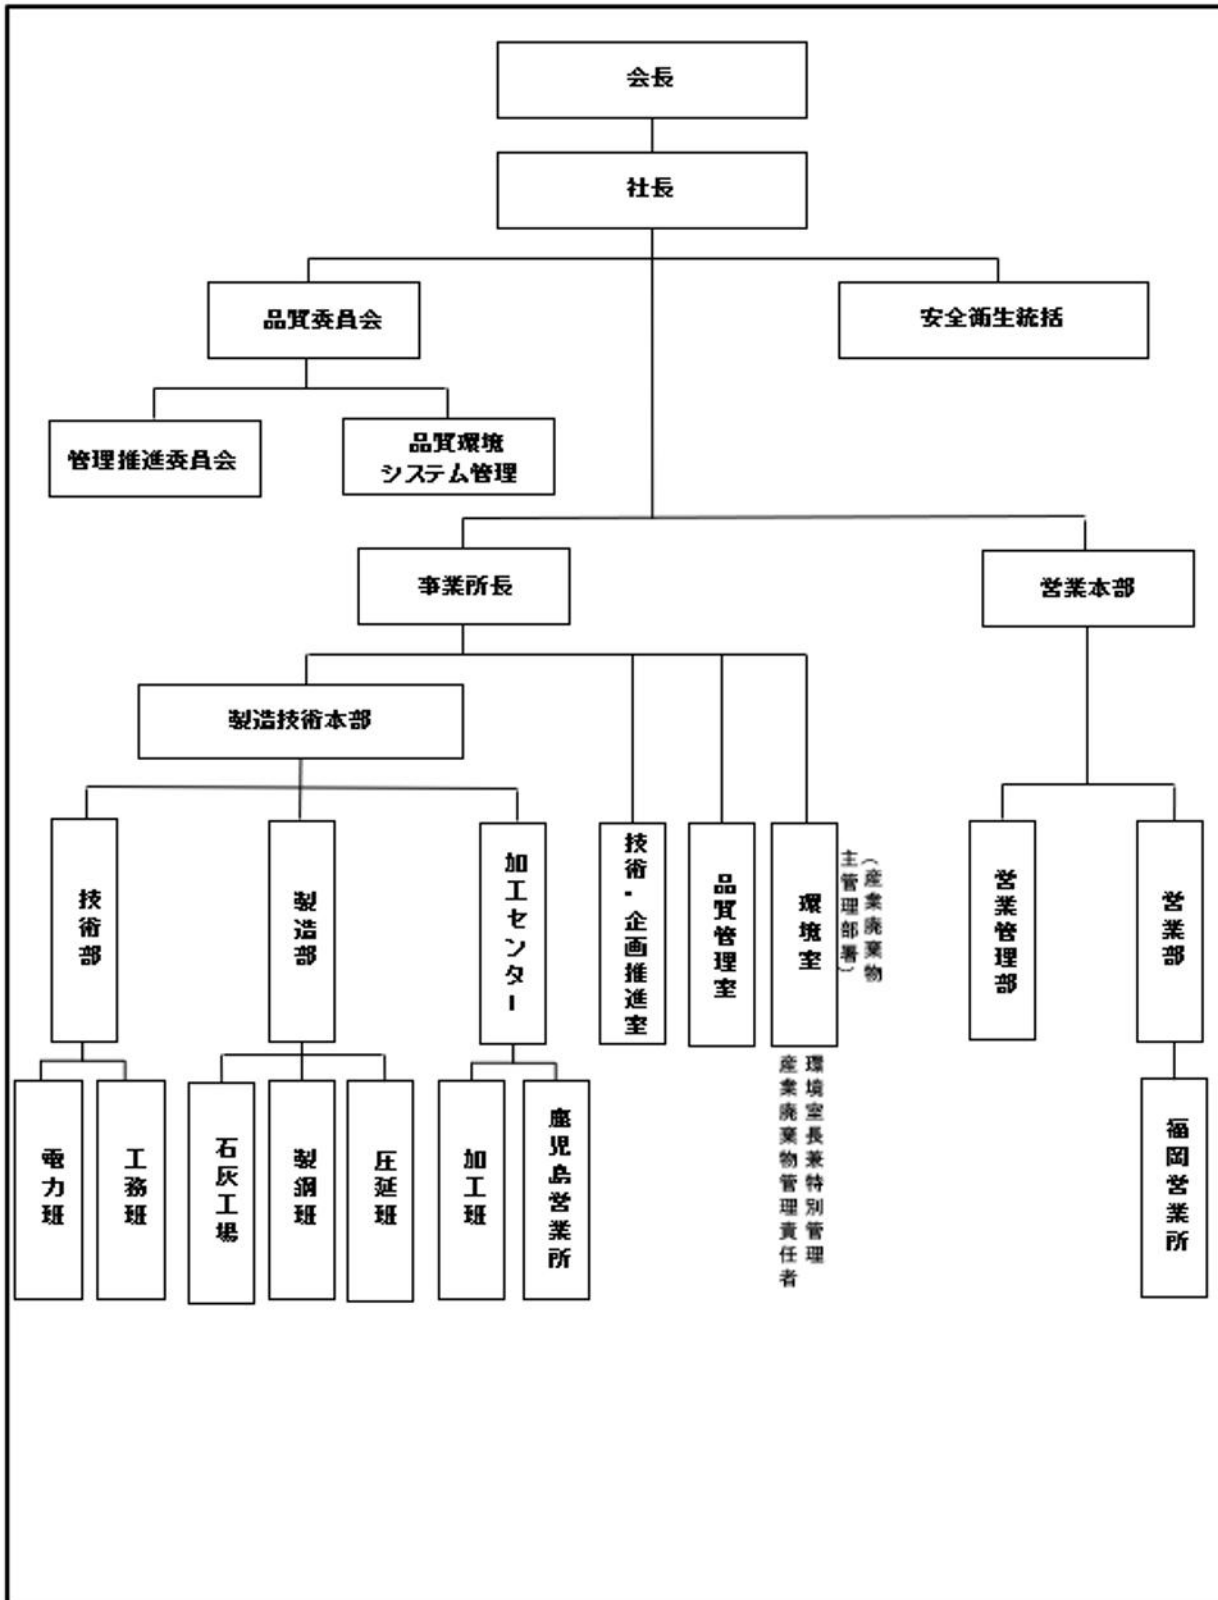 会長
社長
品質委員会
安全衛生統括
管理推進委員会
品質環境
システム管理
事業所長
営業本部
製造技術本部
技術部
製造部
加工センター
技術・企画推進室
品質管理室
環境室
（産業廃棄物
主管理部署）
営業管理部
営業部
電力班
工務班
石灰工場
製鋼班
圧延班
加工班
鹿児島営業所
環境室長兼特別管理
産業廃棄物管理責任者
福岡営業所